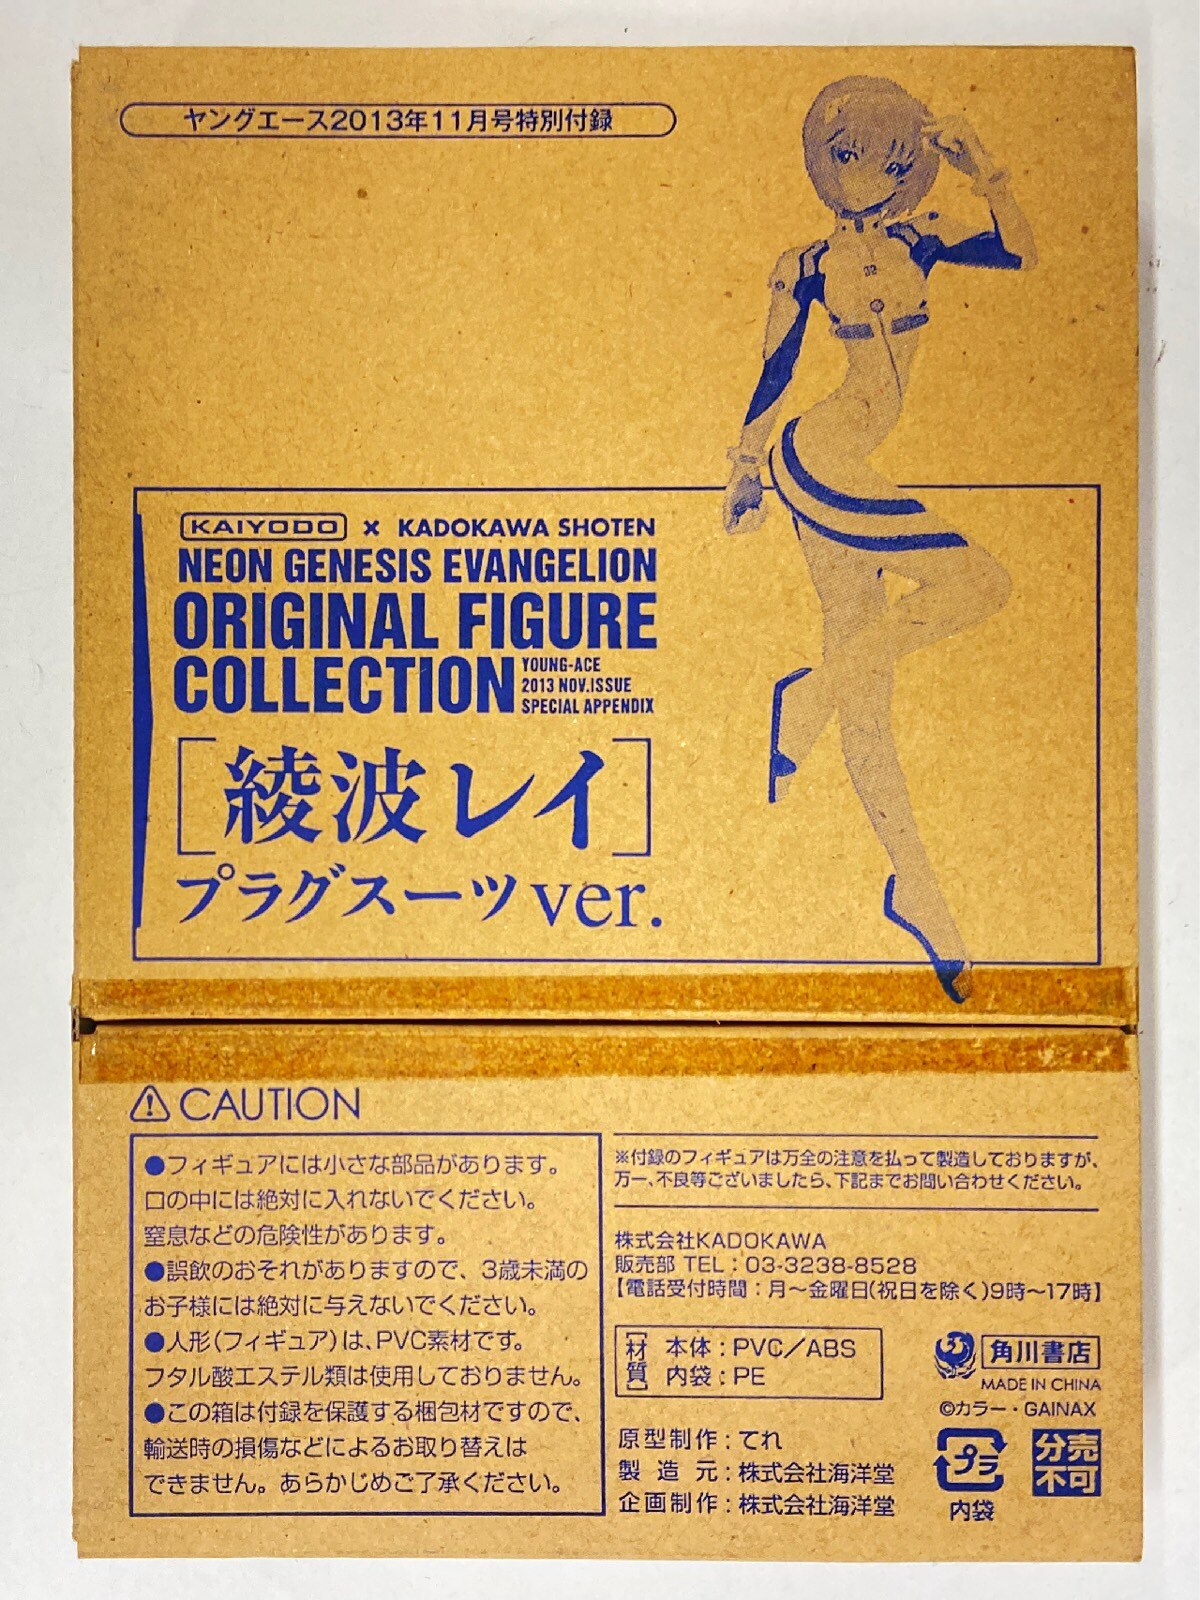 ヤングエース2013年11月号特別付録
KAIYODO × KADOKAWA SHOTEN
NEON GENESIS EVANGELION
ORIGINAL FIGURE
COLLECTION
YOUNG-ACE
2013 NOV.ISSUE
SPECIAL APPENDIX
[綾波レイ]
プラグスーツver.
CAUTION
●フィギュアには小さな部品があります。
口の中には絶対に入れないでください。
窒息などの危険性があります。
●誤飲のおそれがありますので、3歳未満の
お子様には絶対に与えないでください。
●人形(フィギュア)は、PVC素材です。
フタル酸エステル類は使用しておりません。
●この箱は付録を保護する梱包材ですので、
輸送時の損傷などによるお取り替えは
できません。あらかじめご了承ください。
※付録のフィギュアは万全の注意を払って製造しておりますが、
万一、不良等ございましたら、下記までお問い合わせください。
株式会社KADOKAWA
販売部 TEL:03-3238-8528
【電話受付時間:月〜金曜日(祝日を除く)9時〜17時】
【材質】
本体:PVC/ABS
内袋:PE
角川書店
MADE IN CHINA
©カラー・GAINAX
原型制作:てれ
製造元:株式会社海洋堂
企画制作:株式会社海洋堂
プラ
内袋
分売
不可